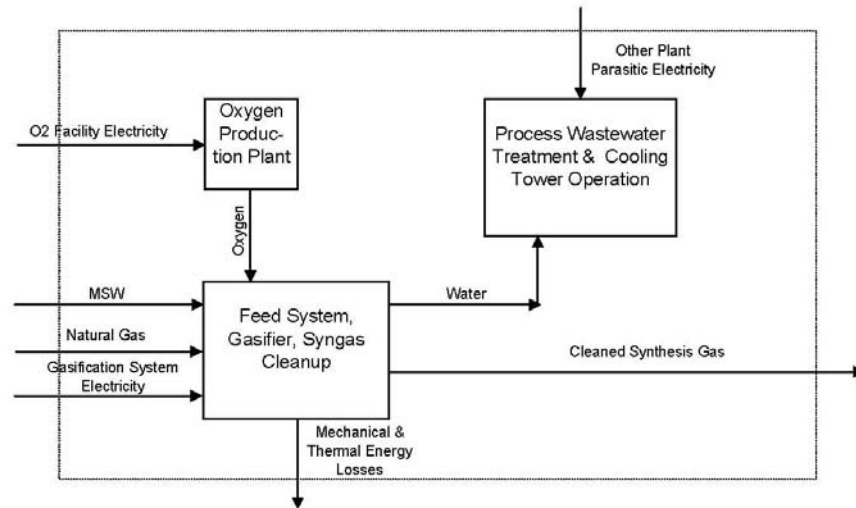 Other Plant
Parasitic Electricity
O2 Facility Electricity
Oxygen
Produc-
tion Plant
Process Wastewater
Treatment & Cooling
Tower Operation
Oxygen
MSW
Natural Gas
Gasification System
Electricity
Feed System,
Gasifier, Syngas
Cleanup
Water
Cleaned Synthesis Gas
Mechanical &
Thermal Energy
Losses